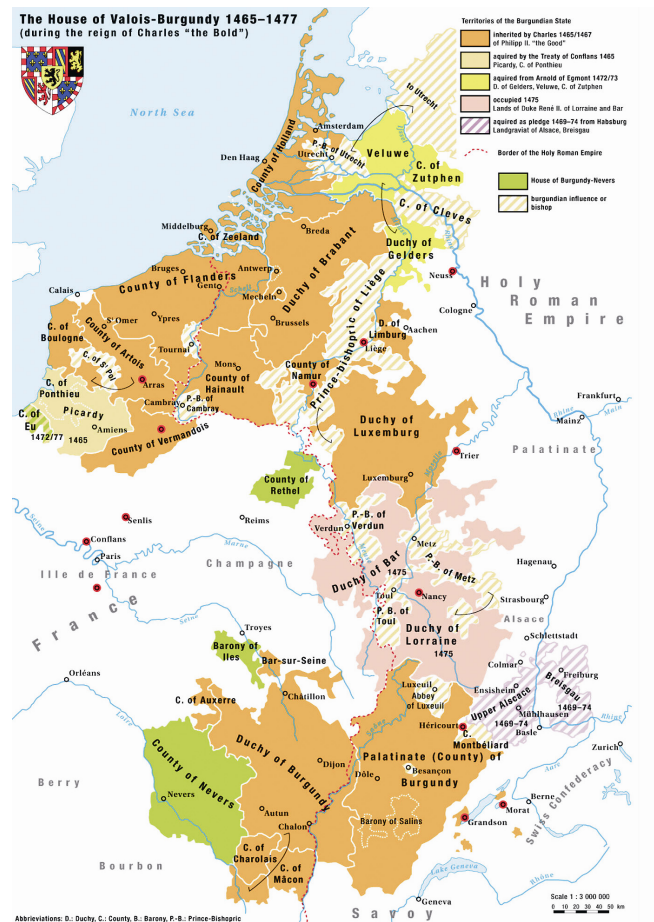 The House of Valois-Burgundy 1465–1477
(during the reign of Charles "the Bold")
Territories of the Burgundian State
inherited by Charles 1465/1467
of Philipp II. "the Good"
aquired by the Treaty of Conflans 1465
Picardy, C. of Ponthieu
aquired from Arnold of Egmont 1472/73
D. of Gelders, Veluwe, C. of Zutphen
occupied 1475
Lands of Duke René II. of Lorraine and Bar
aquired as pledge 1469–74 from Habsburg
Landgraviat of Alsace, Breisgau
Border of the Holy Roman Empire
House of Burgundy-Nevers
burgundian influence or
bishop
North Sea
to Utrecht
Amsterdam
County of Holland
P.-B. of Utrecht
Utrecht
Veluwe
Den Haag
C. of
Zutphen
C. of Cleves
Middelburg
C. of Zeeland
Breda
Duchy of
Gelders
Duchy of Brabant
Bruges
Antwerp
County of Flanders
Gent
Scheldt
Neuss
Holy
Roman
Empire
Calais
Mecheln
Cologne
C. of
Boulogne
St Omer
Ypres
Brussels
Prince-bishopric of Liège
D. of
Limburg
Aachen
County of Artois
Tournai
Liège
C. of St Pol
Mons
County of
Namur
C. of
Ponthieu
Arras
County of
Hainault
Cambray
P.-B. of
Cambray
Frankfurt
Rhine
Main
Mainz
Picardy
C. of
Eu
1472/77
1465
Amiens
County of Vermandois
Duchy of
Luxemburg
Palatinate
Trier
Moselle
County of
Rethel
Luxemburg
Senlis
Reims
P.-B. of
Verdun
Verdun
Seine
Conflans
Paris
Marne
Metz
P.-B. of Metz
Champagne
Ille de France
Duchy of Bar
1475
Hagenau
France
Toul
Nancy
Strasbourg
P. B. of
Toul
Duchy of
Lorraine
1475
Alsace
Seine
Troyes
Barony of
Iles
Bar-sur-Seine
Schlettstadt
Orléans
Colmar
C. of Auxerre
Châtillon
Luxeuil
Abbey
of Luxeuil
Ensisheim
Freiburg
Breisgau
1469–74
Upper Alscace
1469–74
Mühlhausen
Loire
Héricourt
C.
Montbéliard
Basle
Rhine
Zurich
County of Nevers
Duchy of Burgundy
Saône
Palatinate (County) of
Burgundy
Dijon
Dôle
Besançon
Berry
Nevers
Aare
Berne
Swiss Confederacy
Morat
Autun
Chalon
Barony of Salins
Grandson
Bourbon
C. of
Charolais
C. of
Mâcon
Lake Geneva
Rhône
Geneva
Savoy
Scale 1 : 3 000 000
0 10 20 30 40 50 km
Abbreviations: D.: Duchy, C.: County, B.: Barony, P.-B.: Prince-Bishopric